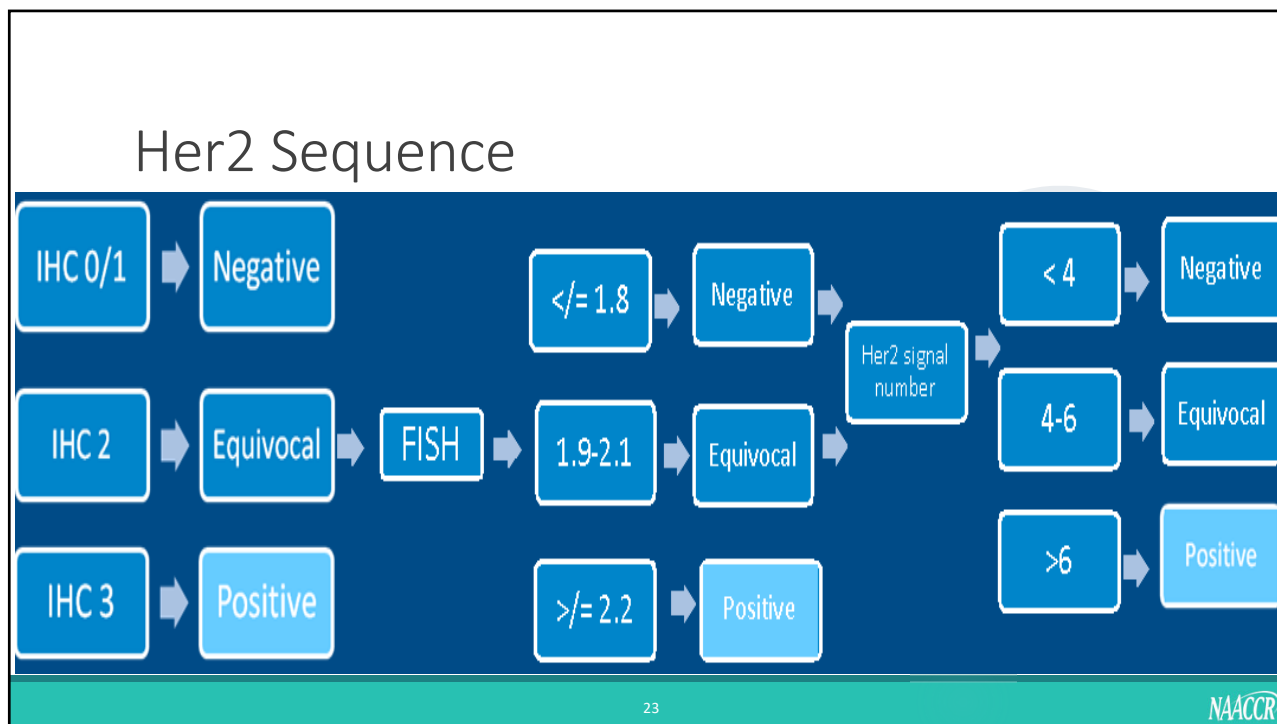 Her2 Sequence
IHC 0/1
Negative
IHC 2
Equivocal
FISH
IHC 3
Positive
</= 1.8
Negative
1.9-2.1
Equivocal
>/= 2.2
Positive
Her2 signal
number
< 4
Negative
4-6
Equivocal
>6
Positive
23
NAACCR